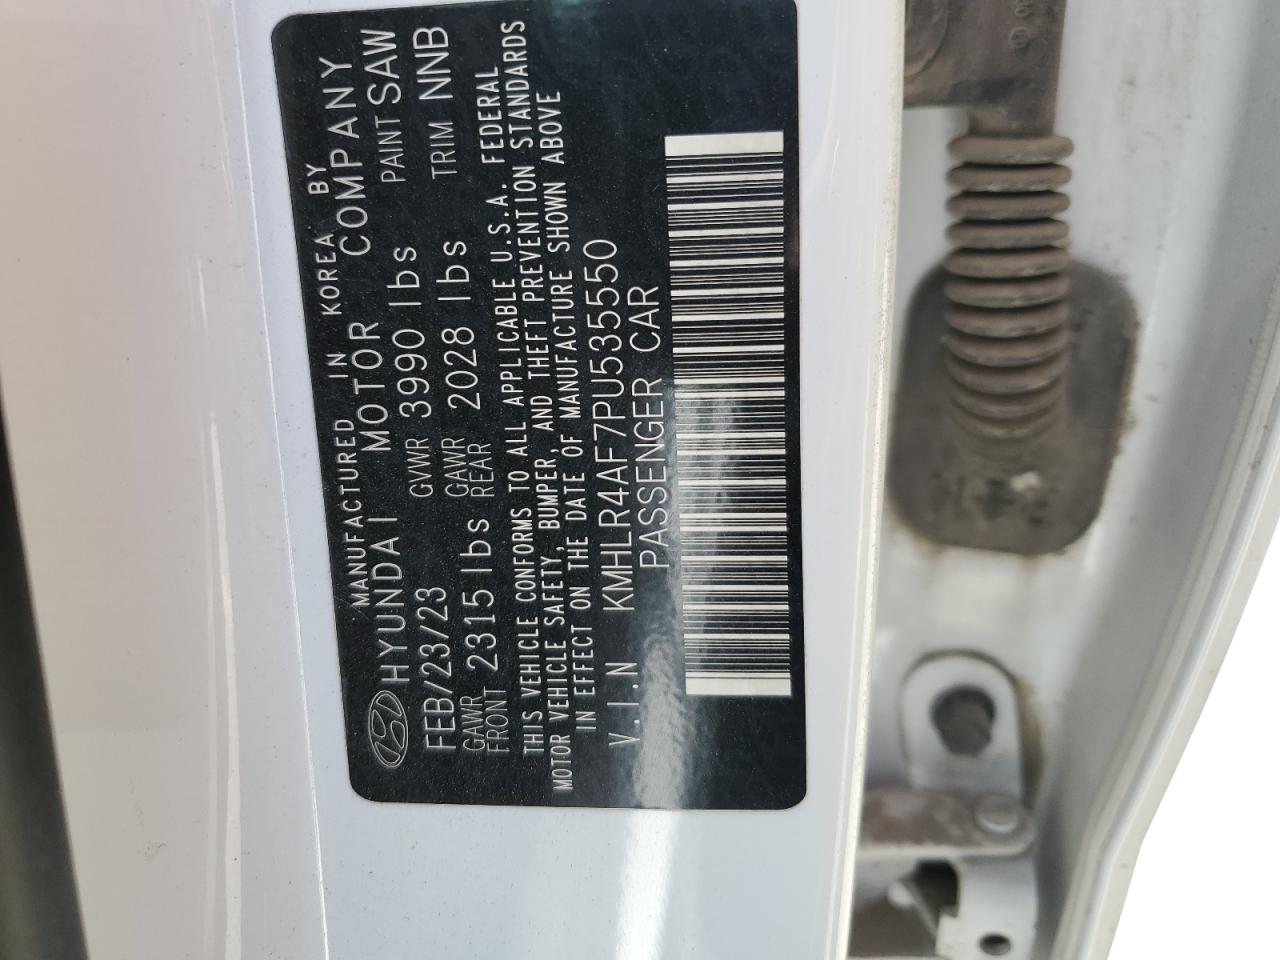 MANUFACTURED IN KOREA BY
HYUNDAI MOTOR COMPANY
FEB/23/23 GVWR 3990 lbs PAINT SAW
GAWR FRONT 2315 lbs GAWR REAR 2028 lbs TRIM NNB
THIS VEHICLE CONFORMS TO ALL APPLICABLE U.S.A. FEDERAL
MOTOR VEHICLE SAFETY, BUMPER, AND THEFT PREVENTION STANDARDS
IN EFFECT ON THE DATE OF MANUFACTURE SHOWN ABOVE
V.I.N KMHLR4AF7PU535550
PASSENGER CAR